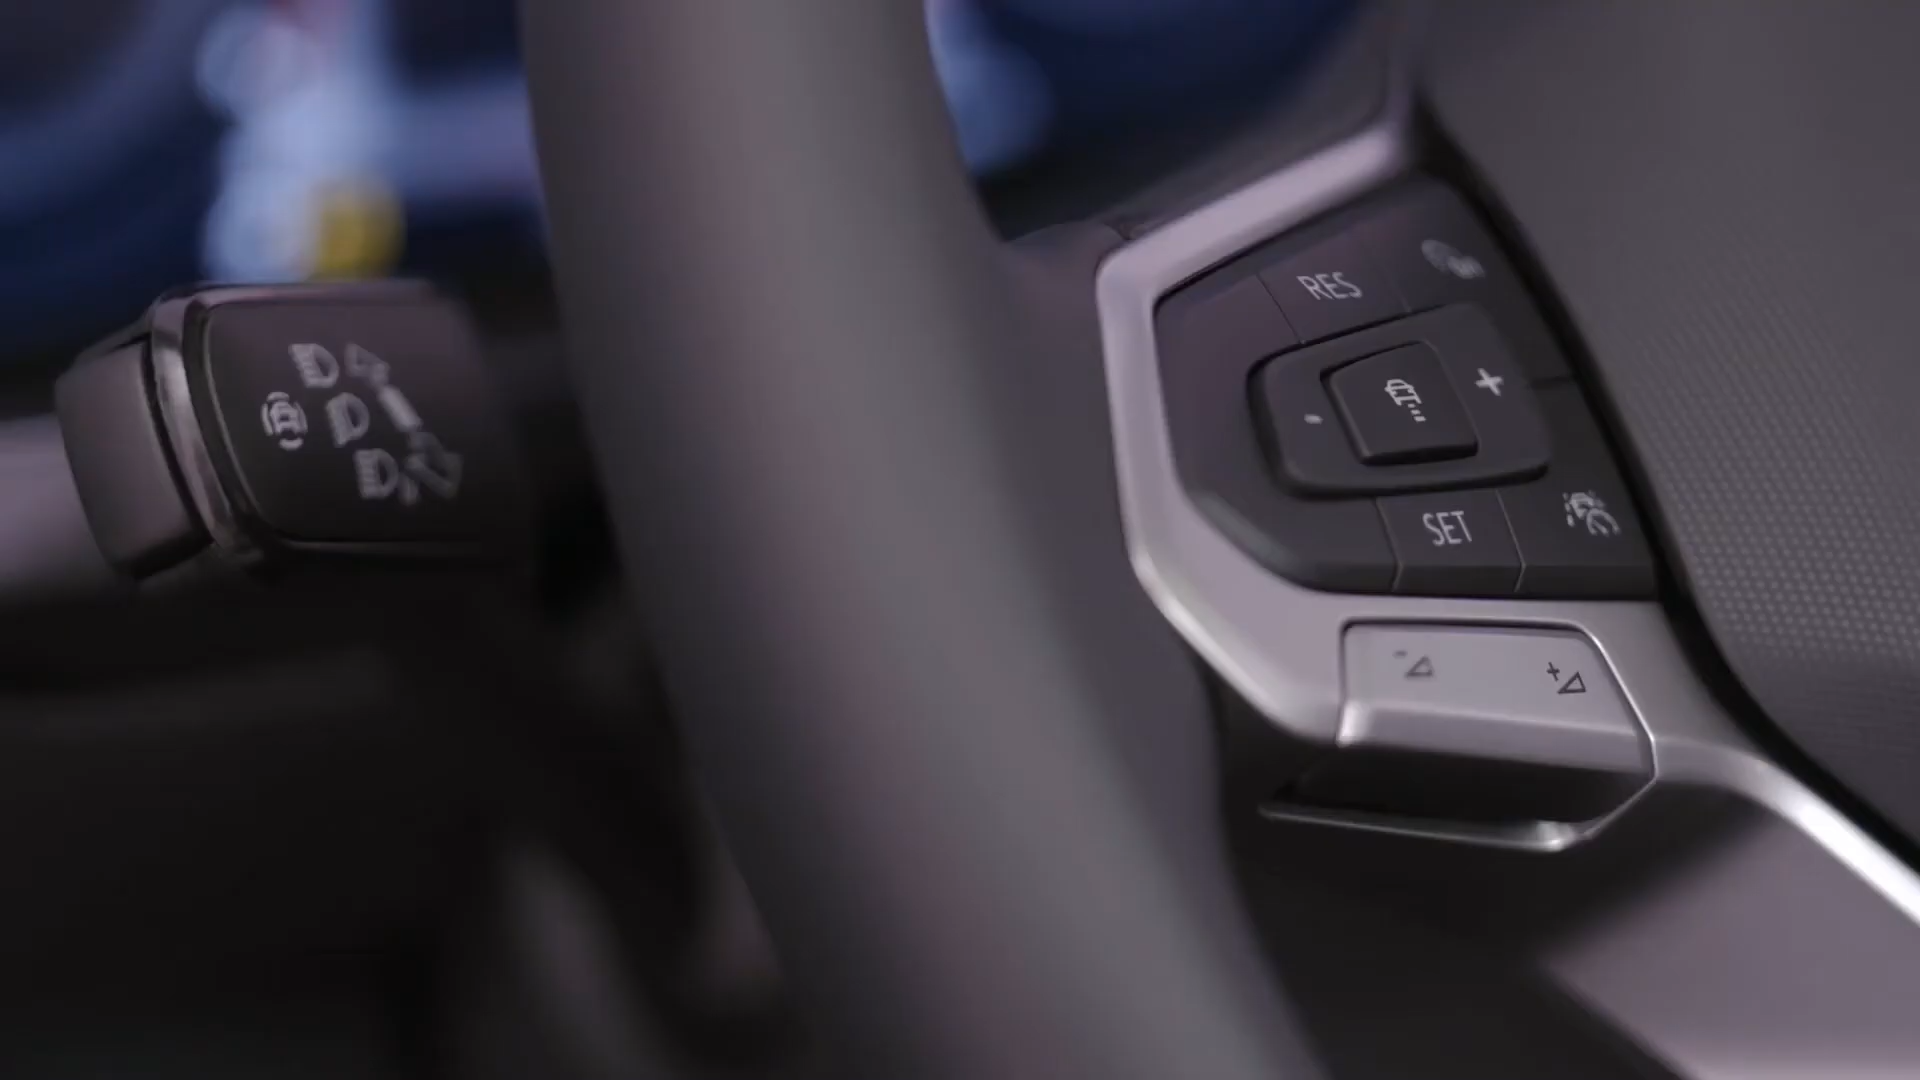 RES
- +
SET
- +